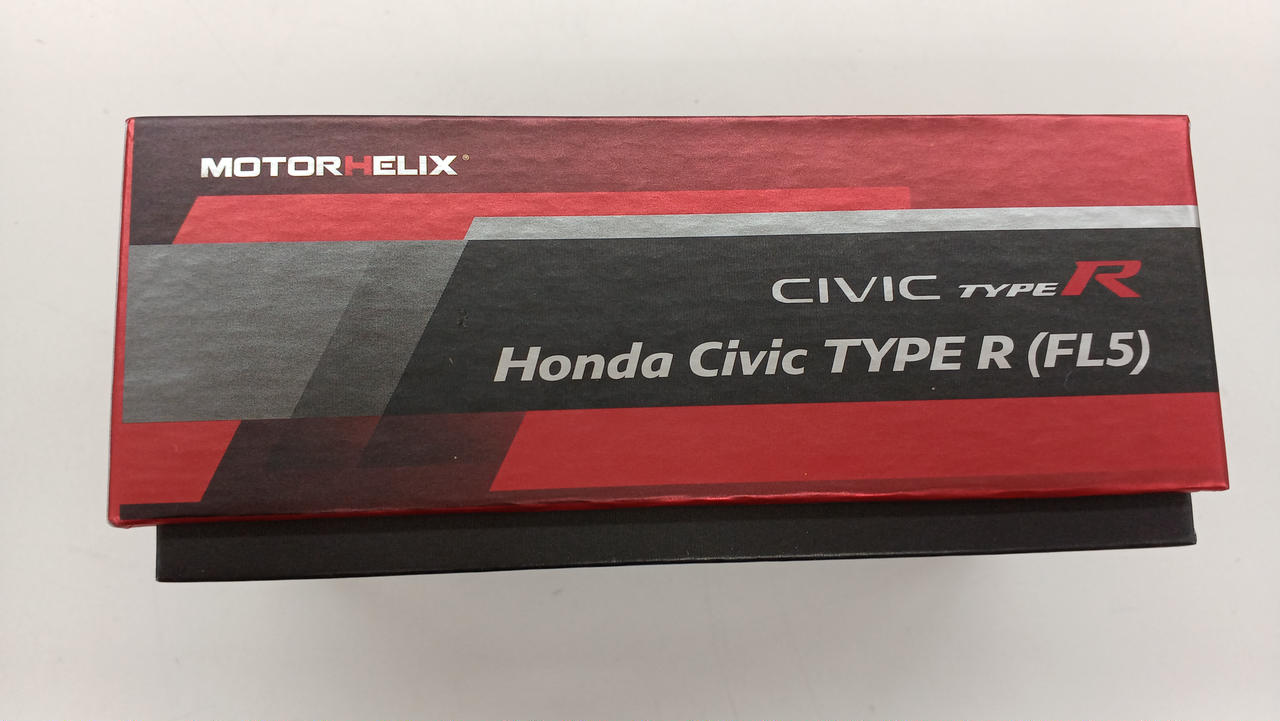 MOTORHELIX®
CIVIC TYPE R
Honda Civic TYPE R (FL5)